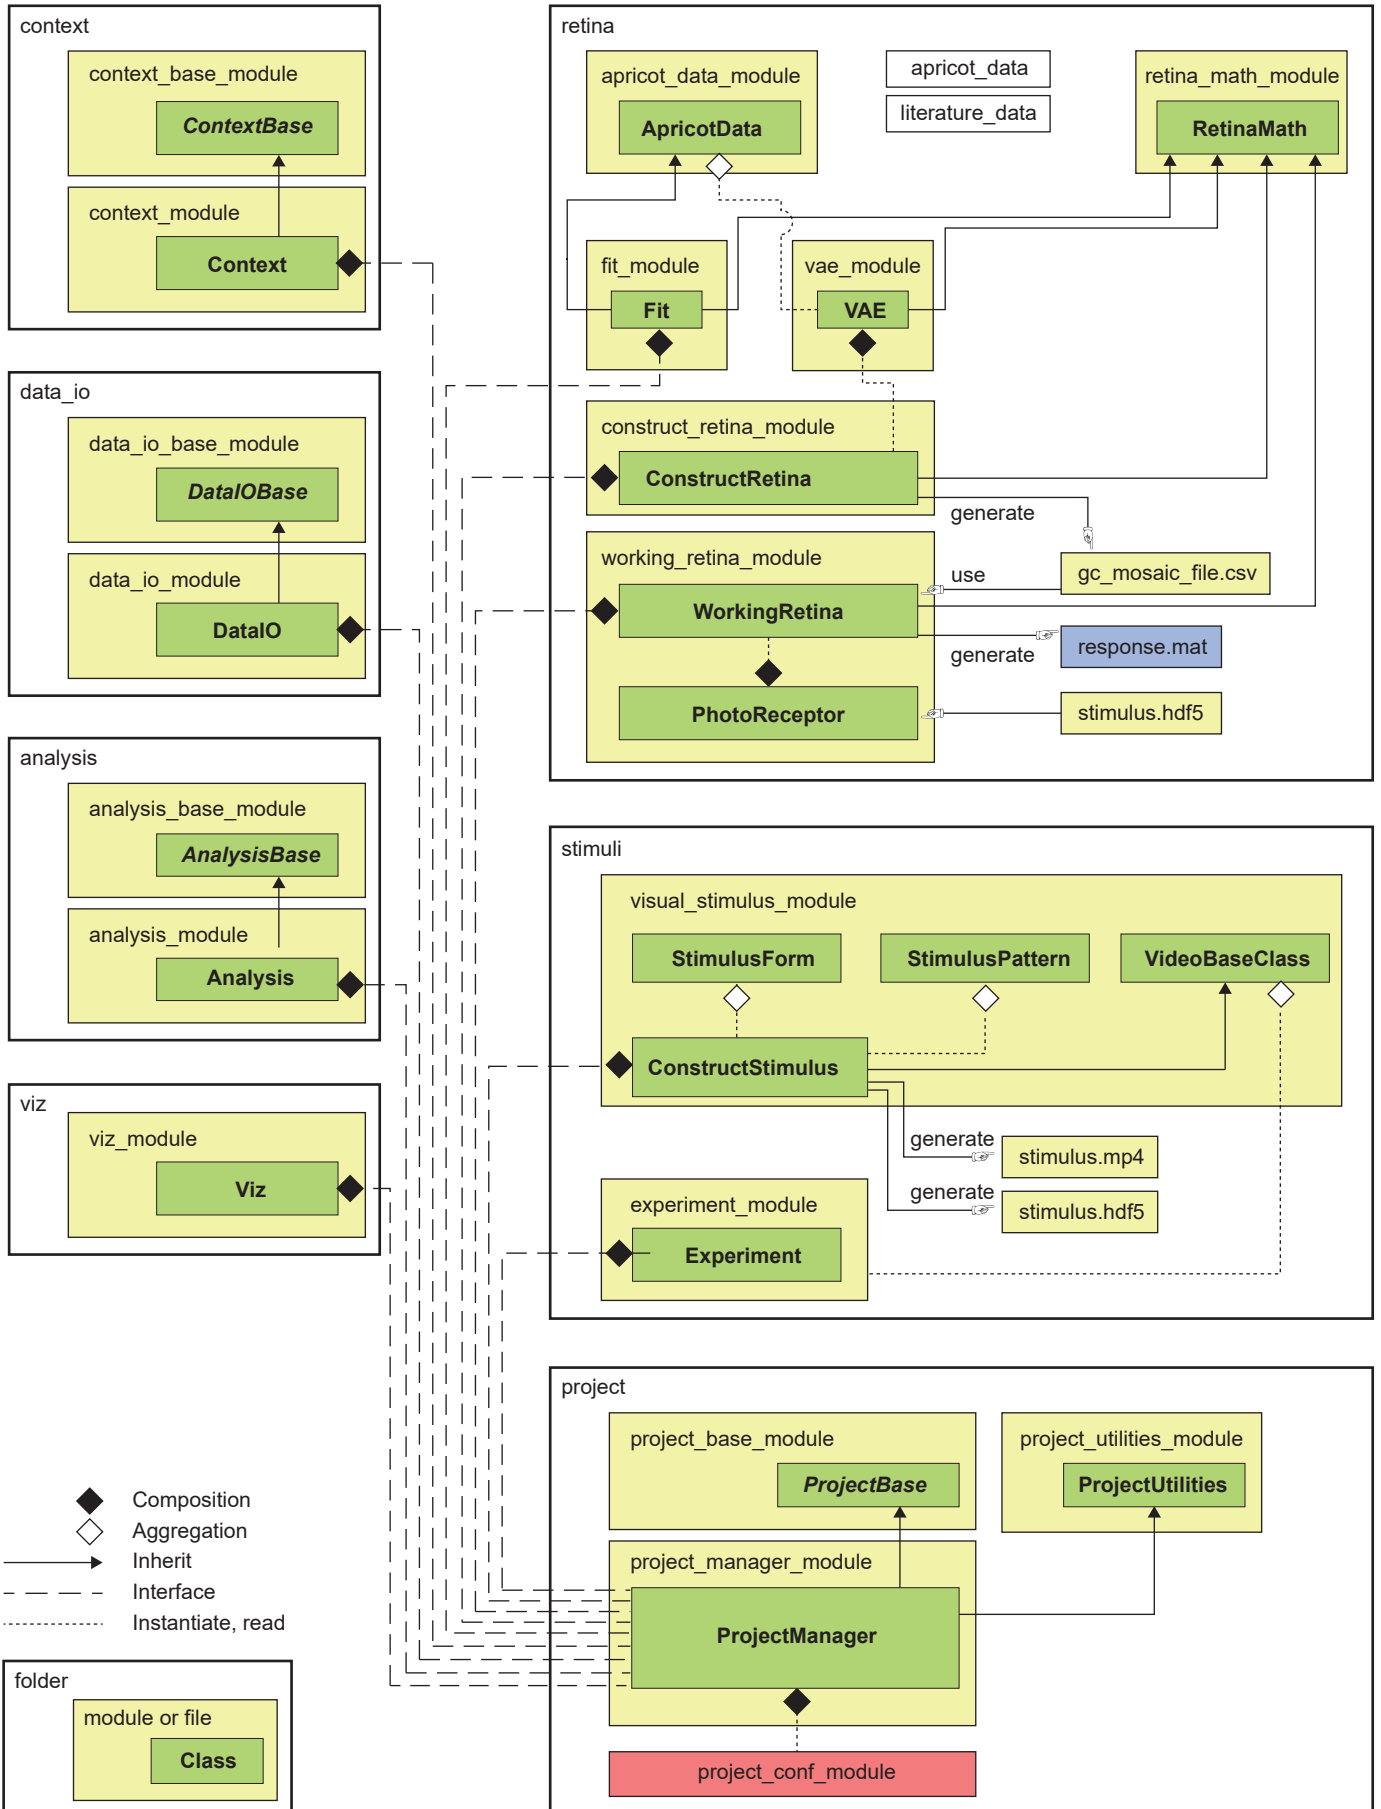 context
context_base_module
ContextBase
context_module
Context
data_io
data_io_base_module
DataIOBase
data_io_module
DataIO
analysis
analysis_base_module
AnalysisBase
analysis_module
Analysis
viz
viz_module
Viz
Composition
Aggregation
Inherit
Interface
Instantiate, read
folder
module or file
Class
retina
apricot_data_module
ApricotData
apricot_data
literature_data
retina_math_module
RetinaMath
fit_module
Fit
vae_module
VAE
construct_retina_module
ConstructRetina
generate
working_retina_module
use
gc_mosaic_file.csv
WorkingRetina
generate
response.mat
PhotoReceptor
stimulus.hdf5
stimuli
visual_stimulus_module
StimulusForm
StimulusPattern
VideoBaseClass
ConstructStimulus
generate
stimulus.mp4
generate
stimulus.hdf5
experiment_module
Experiment
project
project_base_module
ProjectBase
project_utilities_module
ProjectUtilities
project_manager_module
ProjectManager
project_conf_module